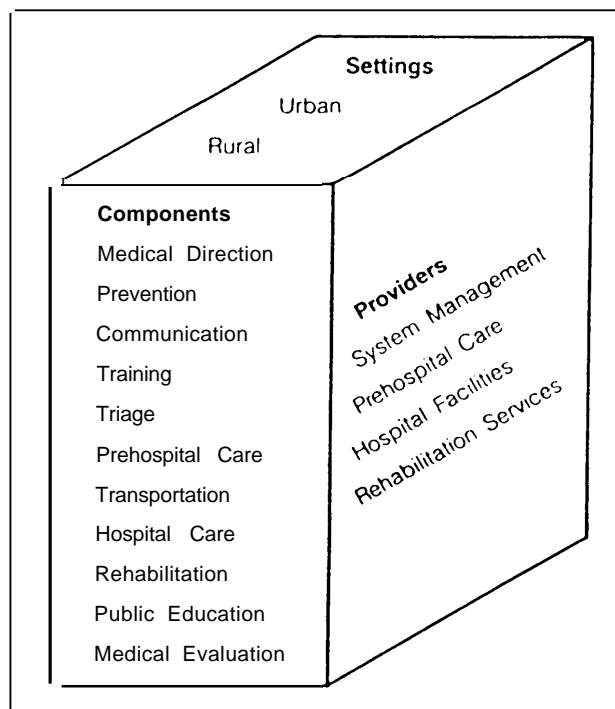 Settings
Urban
Rural
Components
Medical Direction
Prevention
Communication
Training
Triage
Prehospital Care
Transportation
Hospital Care
Rehabilitation
Public Education
Medical Evaluation
Providers
System Management
Prehospital Care
Hospital Facilities
Rehabilitation Services